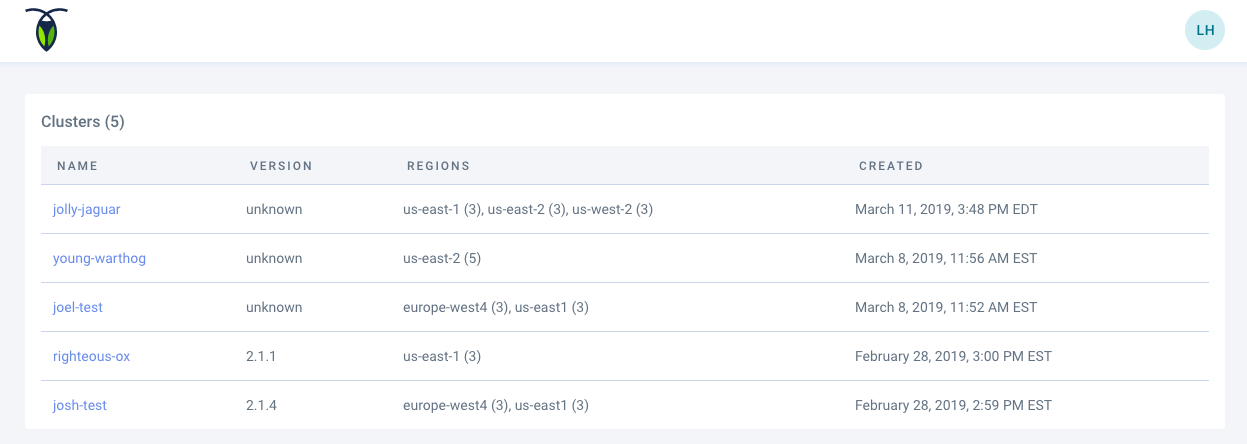 LH
Clusters (5)
NAME VERSION REGIONS CREATED
jolly-jaguar unknown us-east-1 (3), us-east-2 (3), us-west-2 (3) March 11, 2019, 3:48 PM EDT
young-warthog unknown us-east-2 (5) March 8, 2019, 11:56 AM EST
joel-test unknown europe-west4 (3), us-east1 (3) March 8, 2019, 11:52 AM EST
righteous-ox 2.1.1 us-east-1 (3) February 28, 2019, 3:00 PM EST
josh-test 2.1.4 europe-west4 (3), us-east1 (3) February 28, 2019, 2:59 PM EST